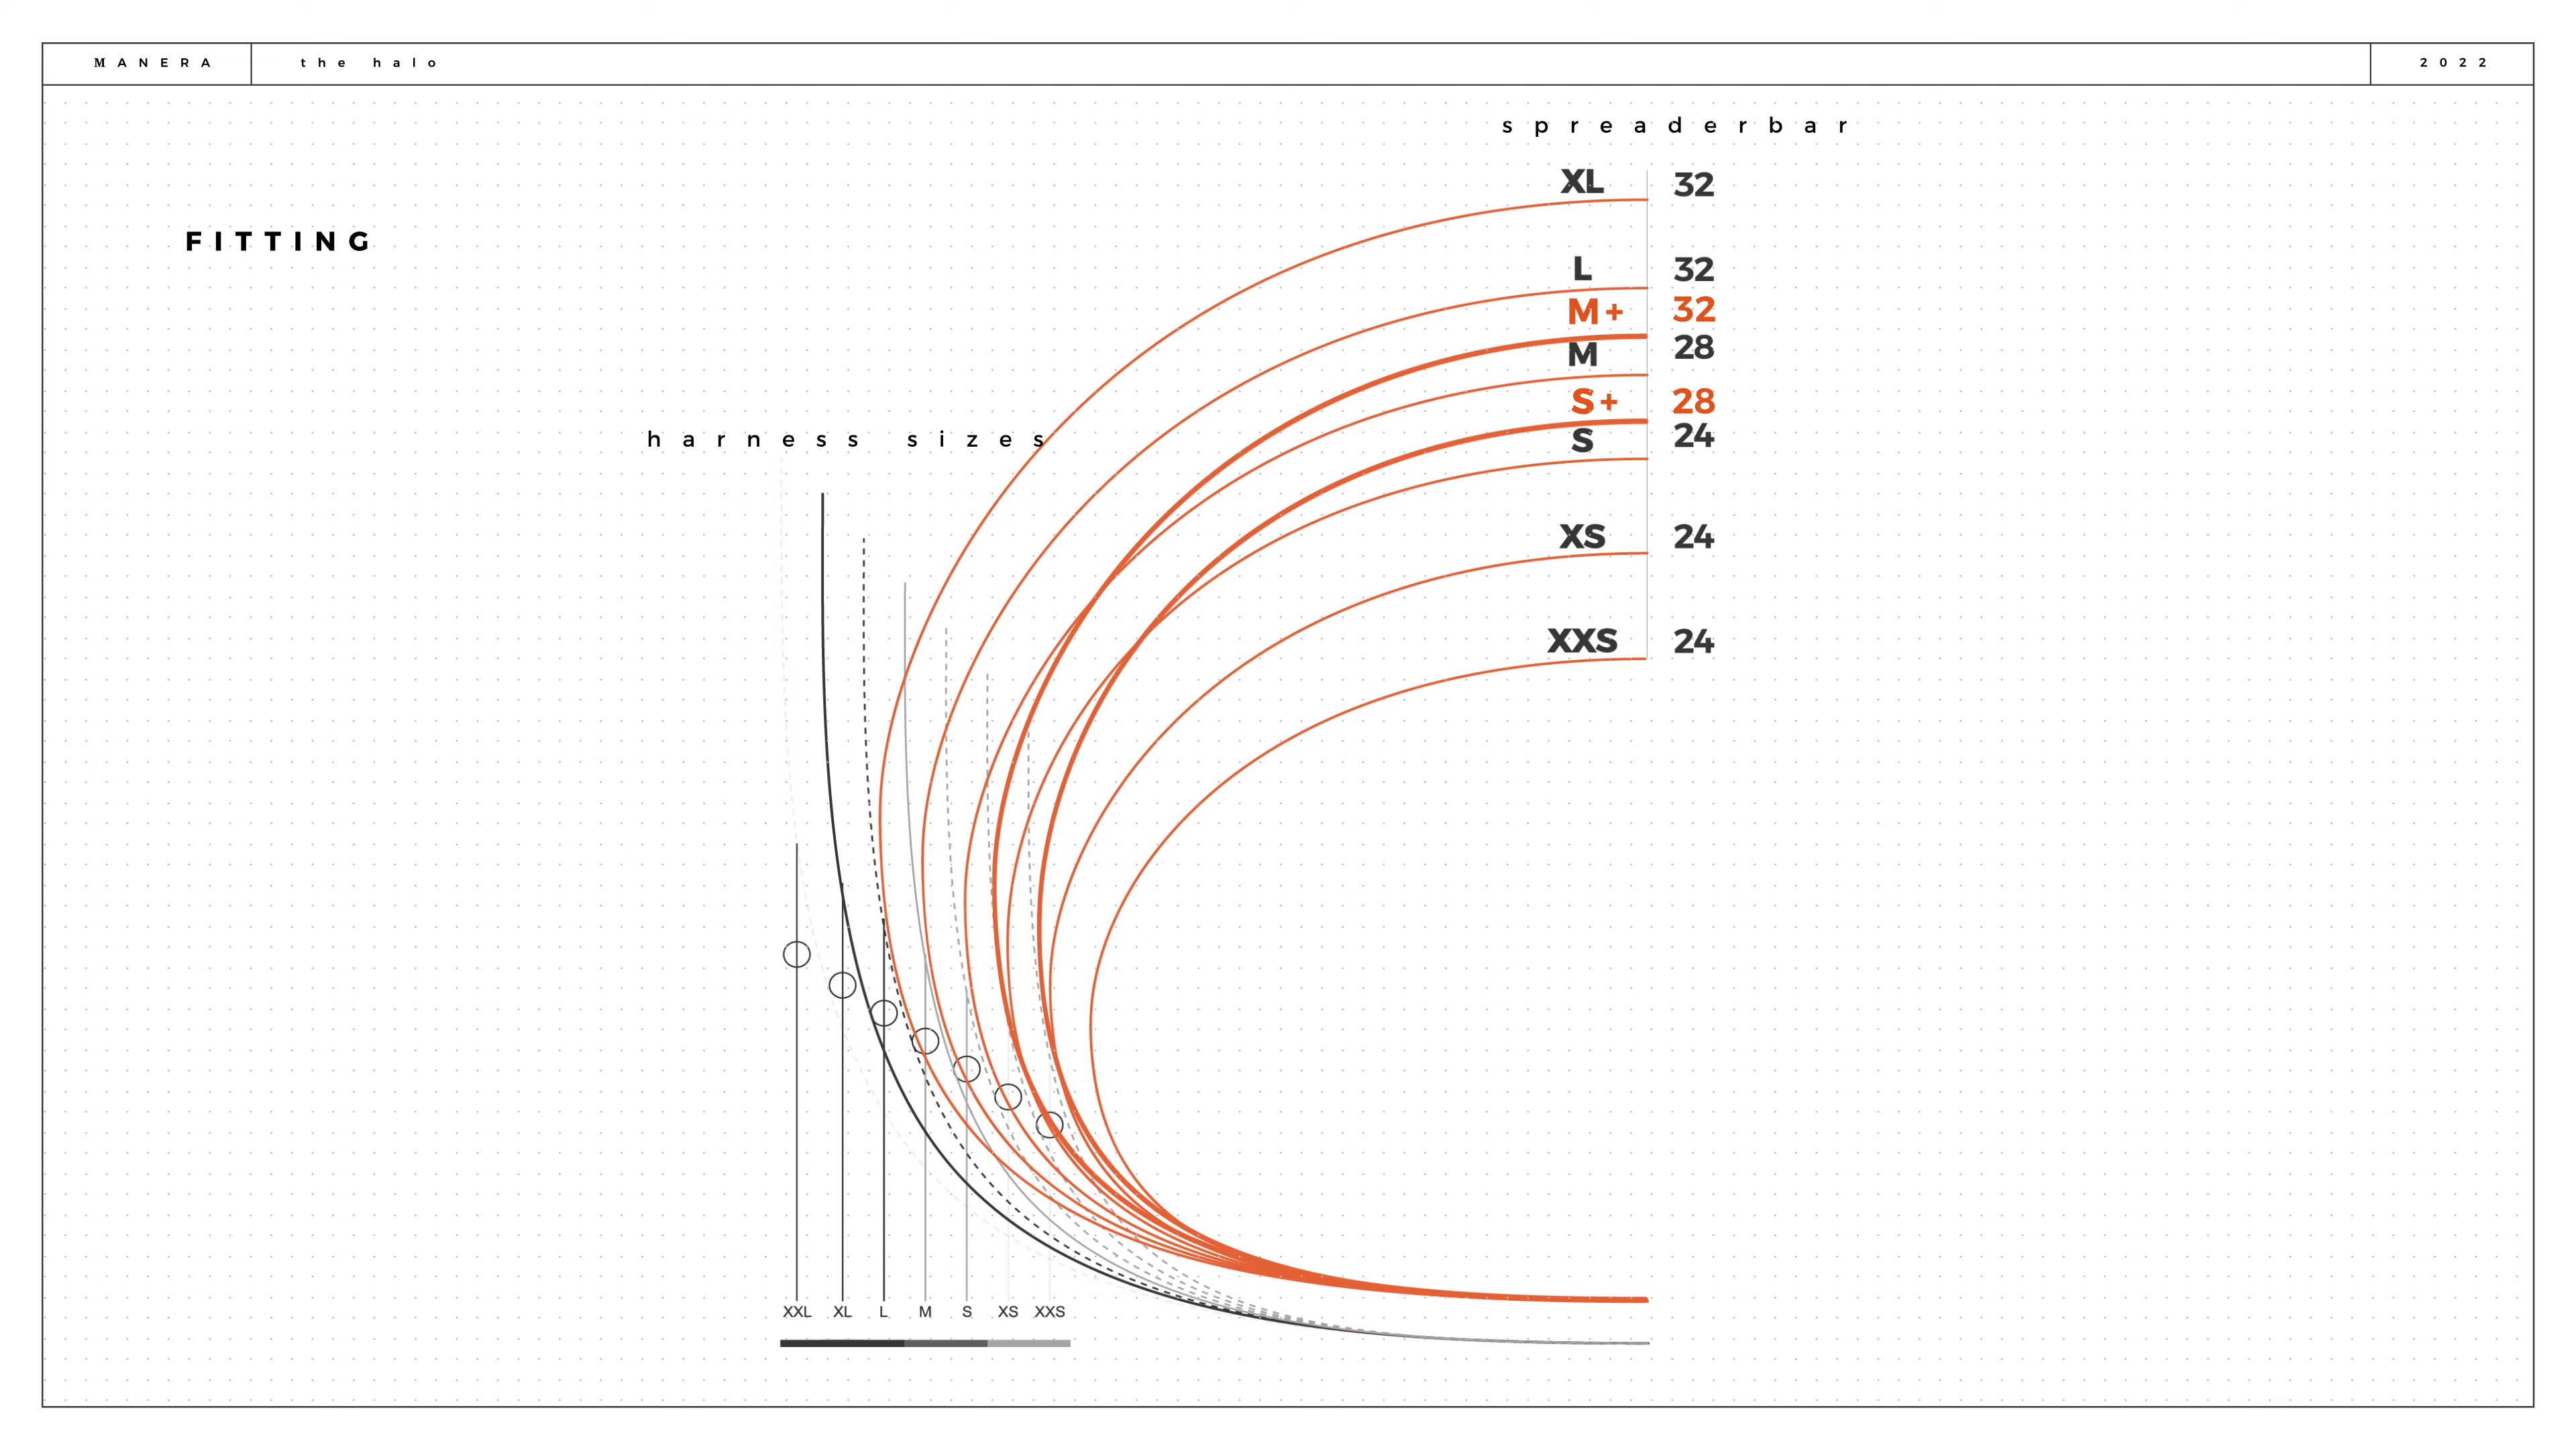 MANERA
the halo
2022
spreaderbar
XL 32
FITTING
L 32
M+ 32
M 28
S+ 28
harness sizes
S 24
XS 24
XXS 24
XXL XL L M S XS XXS